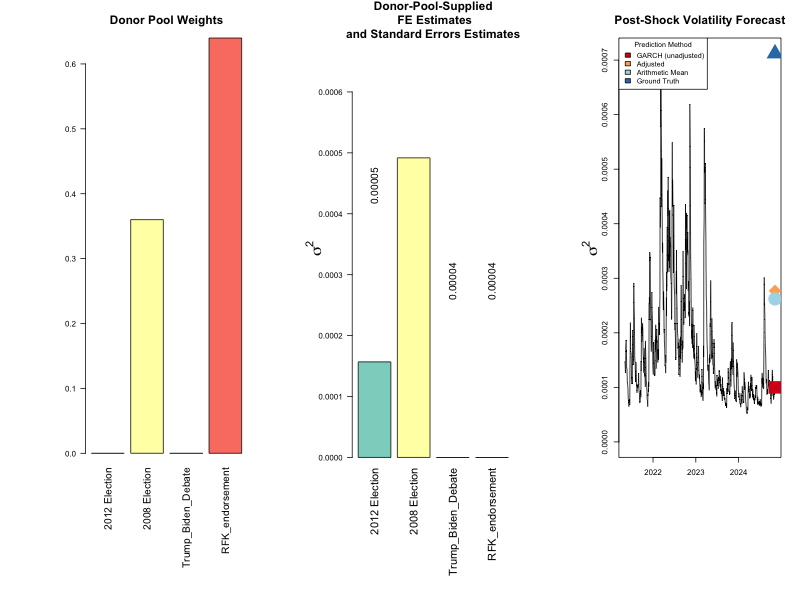 Donor Pool Weights
0.6
0.5
0.4
0.3
0.2
0.1
0.0
2012 Election
2008 Election
Trump_Biden_Debate
RFK_endorsement
Donor-Pool-Supplied
FE Estimates
and Standard Errors Estimates
σ²
0.0006
0.0005
0.0004
0.0003
0.0002
0.0001
0.0000
0.00005
0.00004
0.00004
2012 Election
2008 Election
Trump_Biden_Debate
RFK_endorsement
Post-Shock Volatility Forecast
σ²
0.0007
0.0006
0.0005
0.0004
0.0003
0.0002
0.0001
0.0000
Prediction Method
GARCH (unadjusted)
Adjusted
Arithmetic Mean
Ground Truth
2022
2023
2024